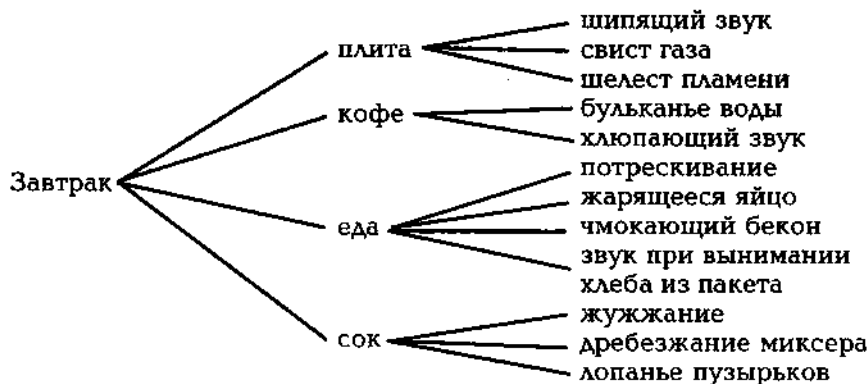 шипящий звук
плита
свист газа
шелест пламени
бульканье воды
кофе
хлюпающий звук
потрескивание
Завтрак
жарящееся яйцо
еда
чмокающий бекон
звук при вынимании
хлеба из пакета
жужжание
сок
дребезжание миксера
лопанье пузырьков